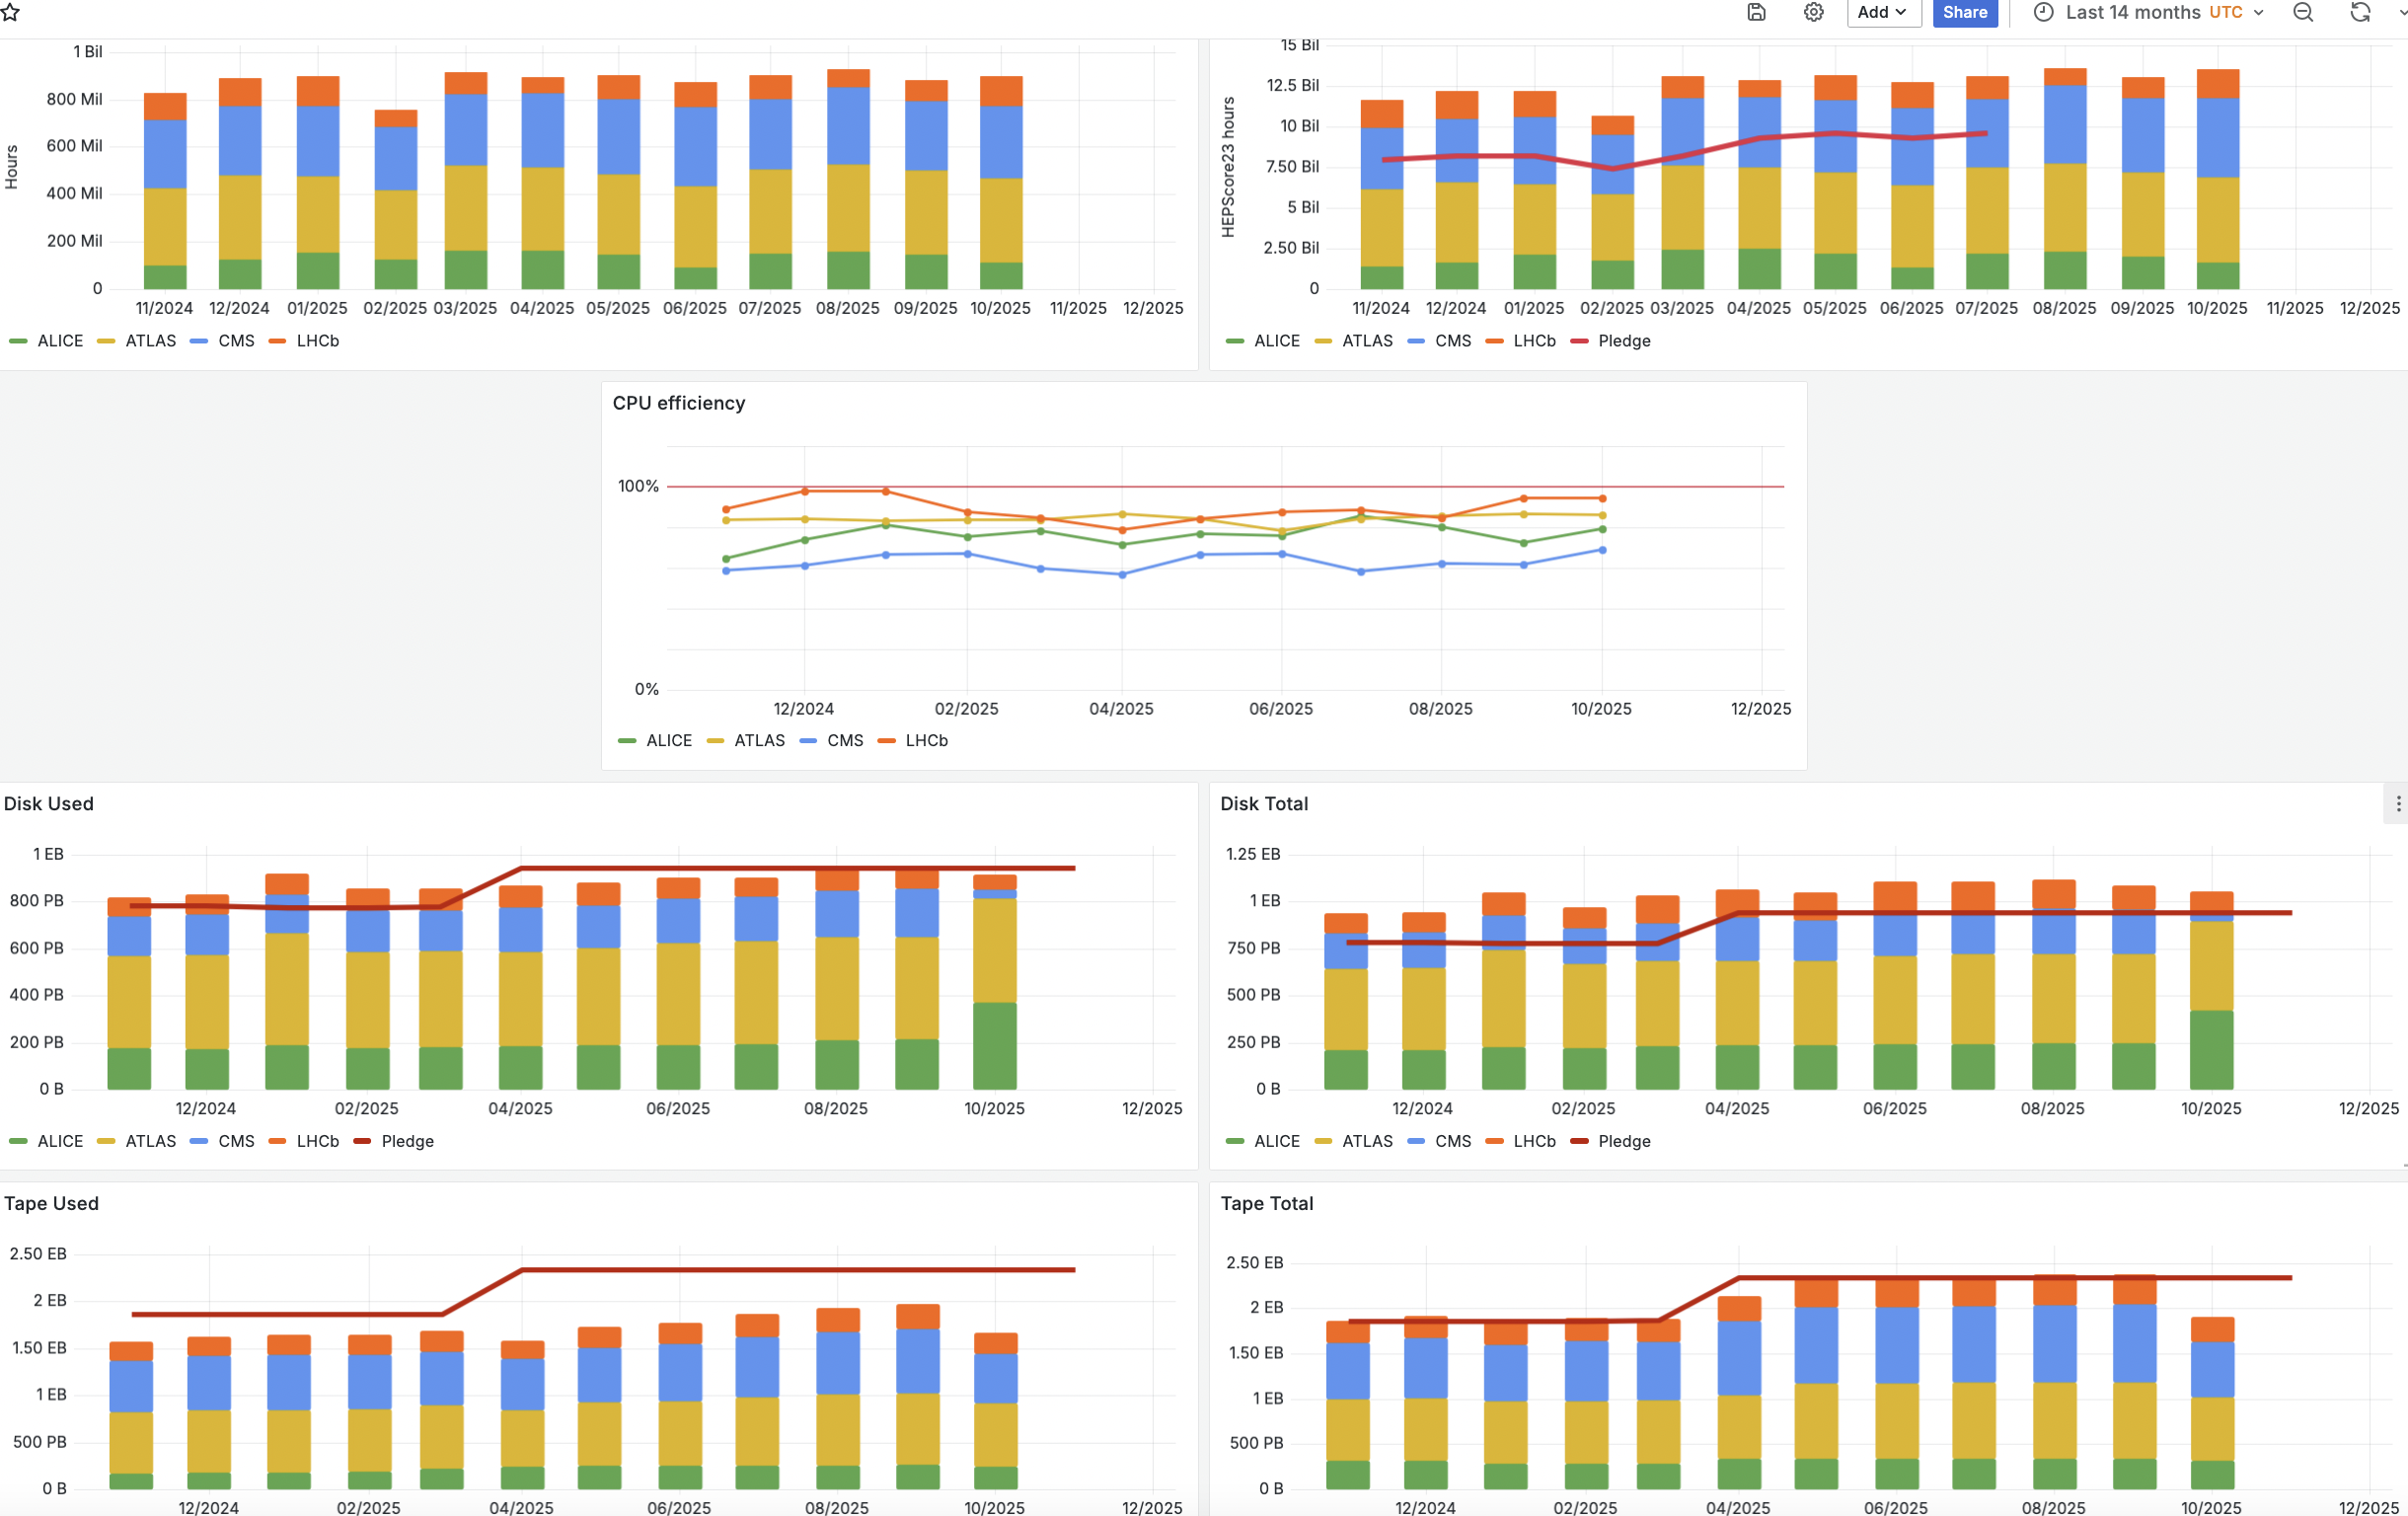 Add Share Last 14 months UTC
1 Bil
800 Mil
600 Mil
400 Mil
200 Mil
0
Hours
11/2024 12/2024 01/2025 02/2025 03/2025 04/2025 05/2025 06/2025 07/2025 08/2025 09/2025 10/2025 11/2025 12/2025
ALICE ATLAS CMS LHCb
15 Bil
12.5 Bil
10 Bil
7.50 Bil
5 Bil
2.50 Bil
0
HEPScore23 hours
11/2024 12/2024 01/2025 02/2025 03/2025 04/2025 05/2025 06/2025 07/2025 08/2025 09/2025 10/2025 11/2025 12/2025
ALICE ATLAS CMS LHCb Pledge
CPU efficiency
100%
0%
12/2024 02/2025 04/2025 06/2025 08/2025 10/2025 12/2025
ALICE ATLAS CMS LHCb
Disk Used
1 EB
800 PB
600 PB
400 PB
200 PB
0 B
12/2024 02/2025 04/2025 06/2025 08/2025 10/2025 12/2025
ALICE ATLAS CMS LHCb Pledge
Disk Total
1.25 EB
1 EB
750 PB
500 PB
250 PB
0 B
12/2024 02/2025 04/2025 06/2025 08/2025 10/2025 12/2025
ALICE ATLAS CMS LHCb Pledge
Tape Used
2.50 EB
2 EB
1.50 EB
1 EB
500 PB
0 B
12/2024 02/2025 04/2025 06/2025 08/2025 10/2025 12/2025
Tape Total
2.50 EB
2 EB
1.50 EB
1 EB
500 PB
0 B
12/2024 02/2025 04/2025 06/2025 08/2025 10/2025 12/2025